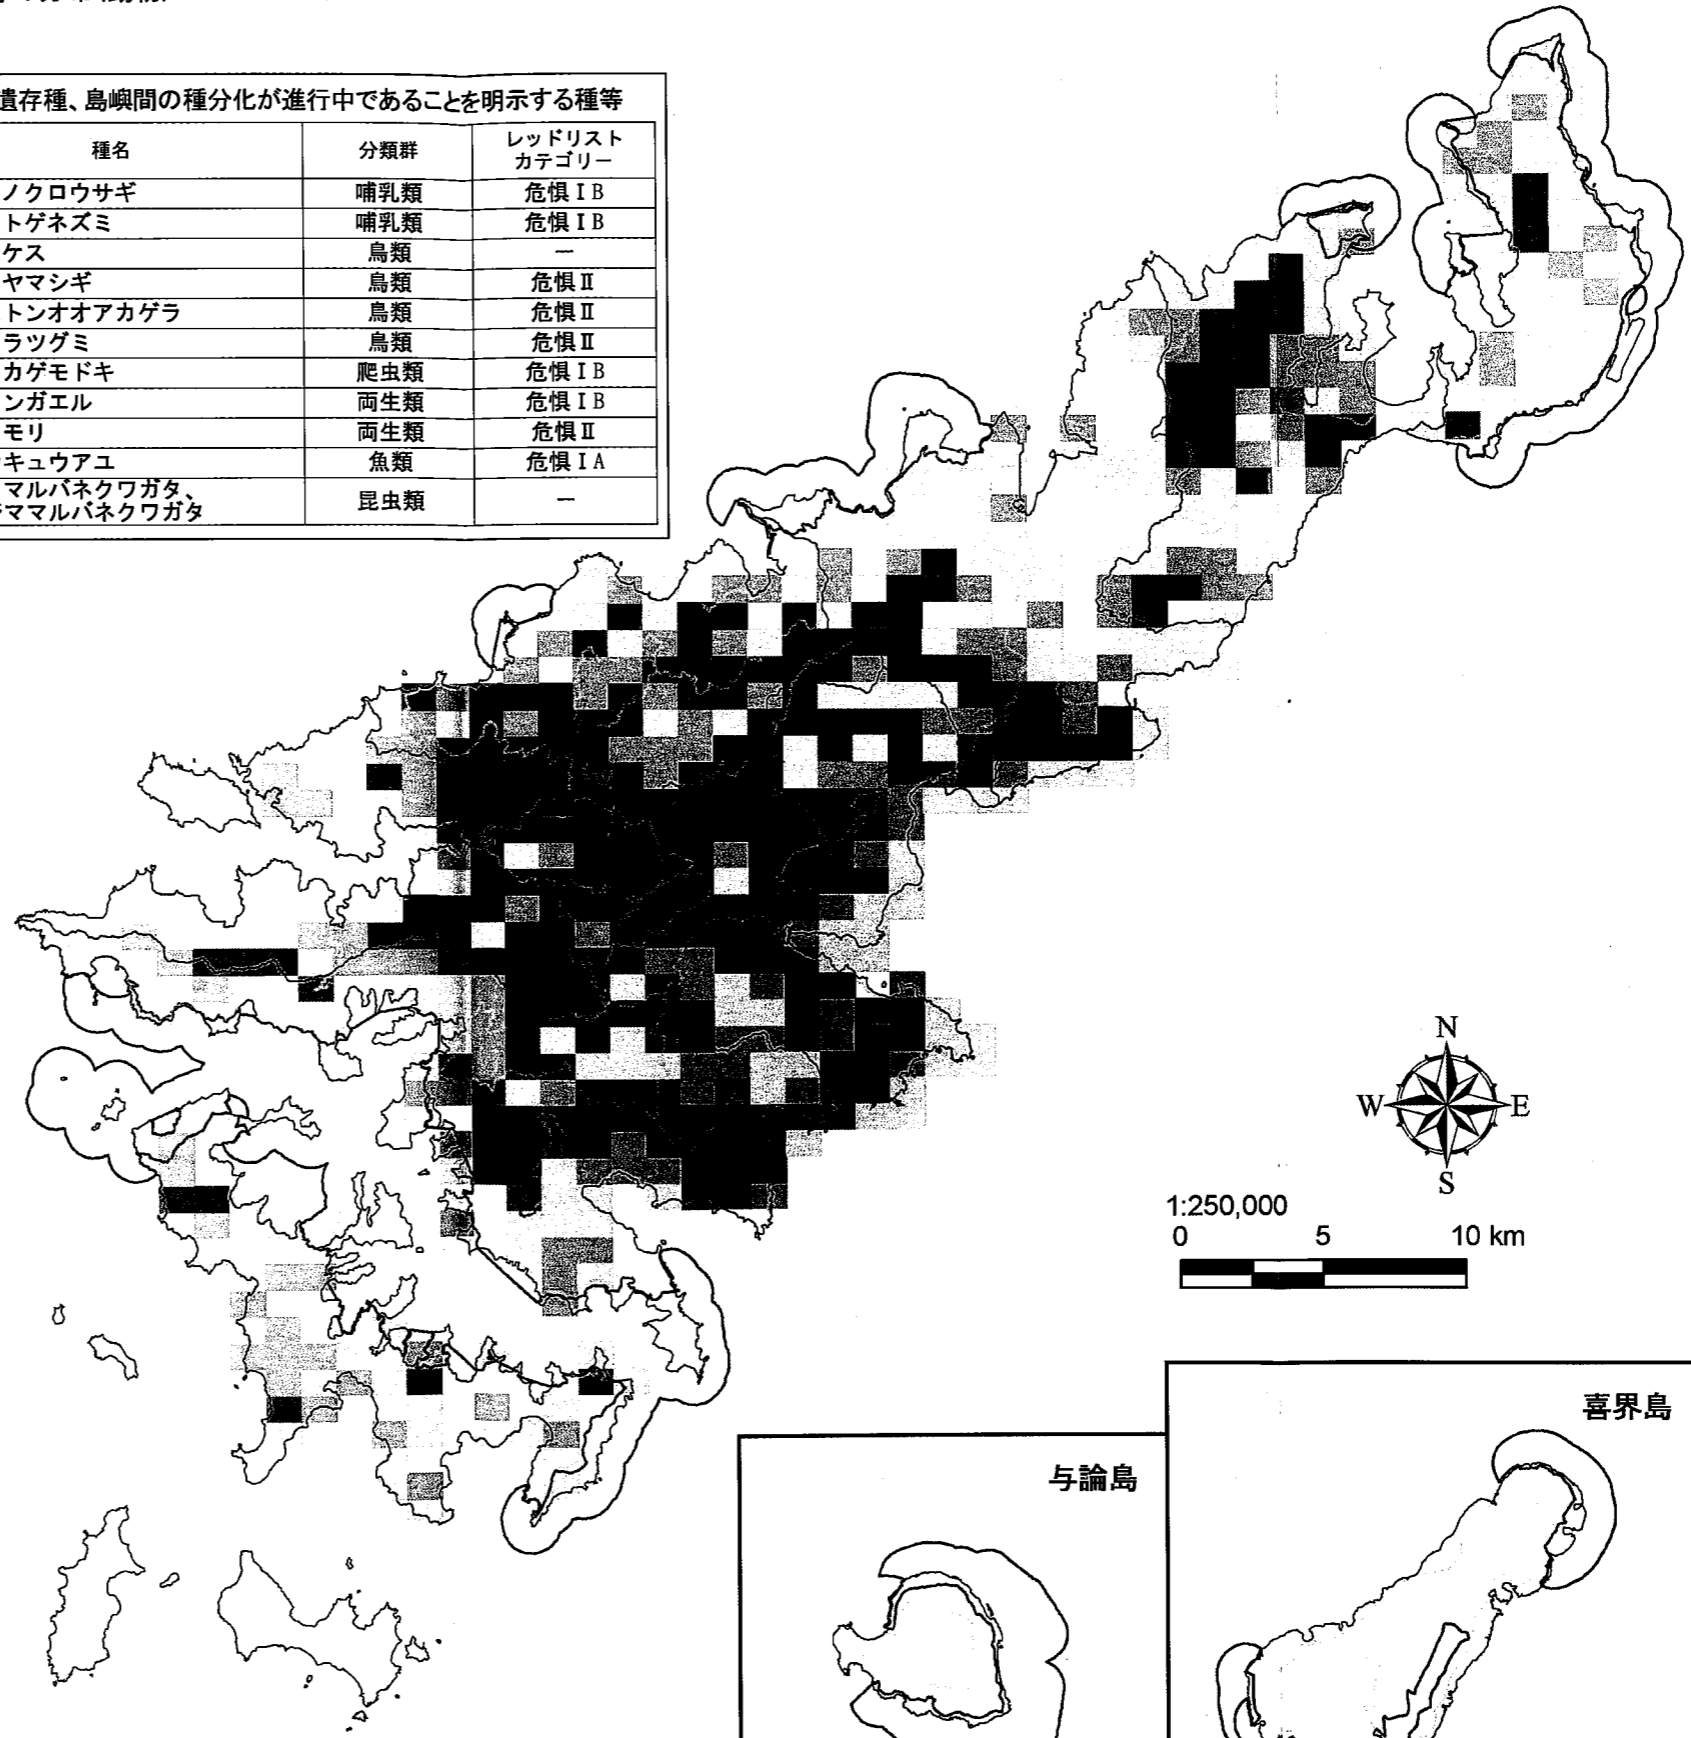 遺存種、島嶼間の種分化が進行中であることを明示する種等
種名 分類群 レッドリスト
カテゴリー
ノクロウサギ 哺乳類 危惧ⅠB
トゲネズミ 哺乳類 危惧ⅠB
ケス 鳥類 ―
ヤマシギ 鳥類 危惧Ⅱ
トンオオアカゲラ 鳥類 危惧Ⅱ
ラツグミ 鳥類 危惧Ⅱ
カゲモドキ 爬虫類 危惧ⅠB
ンガエル 両生類 危惧ⅠB
モリ 両生類 危惧Ⅱ
キュウアユ 魚類 危惧ⅠA
マルバネクワガタ、
ママルバネクワガタ 昆虫類 ―
N
W E
S
1:250,000
0 5 10 km
喜界島
与論島